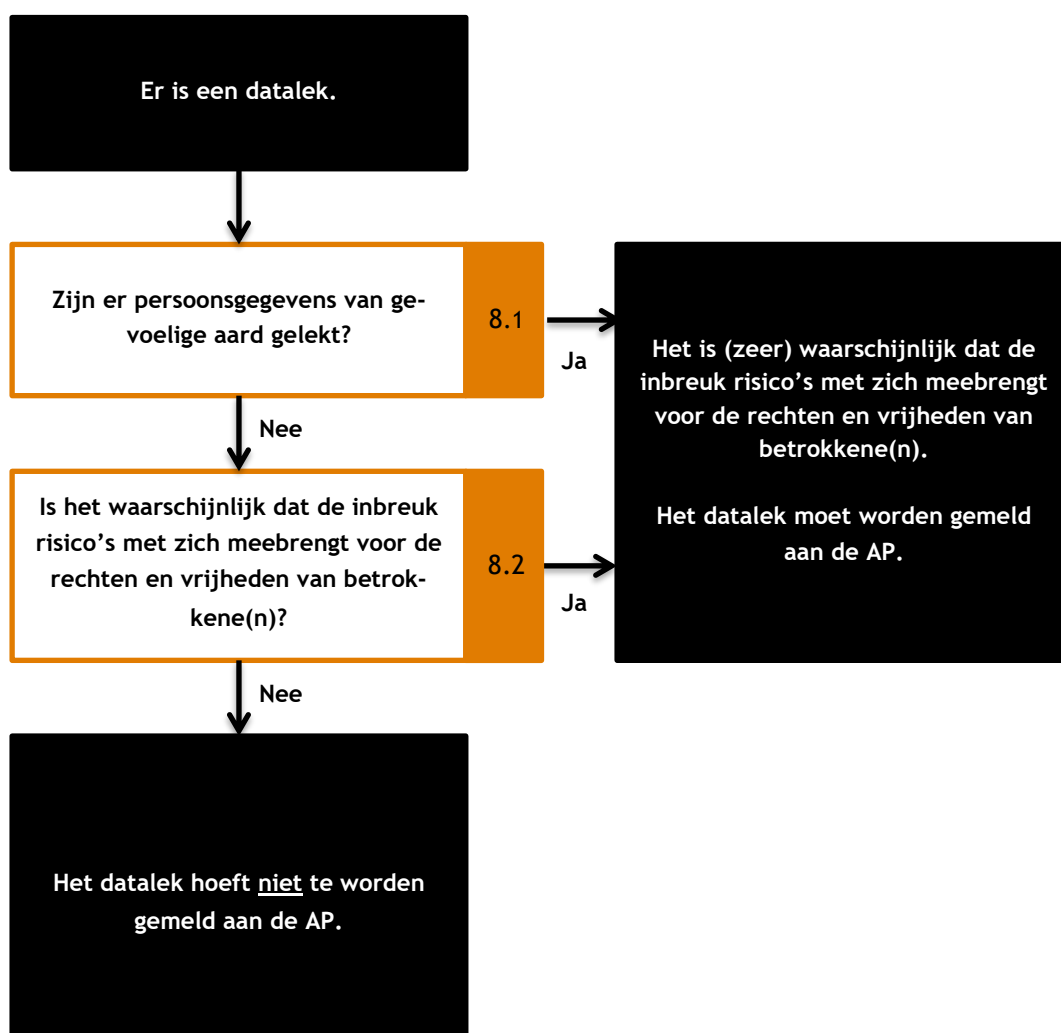 Er is een datalek.
Zijn er persoonsgegevens van ge-
voelige aard gelekt?
8.1
Ja
Nee
Het is (zeer) waarschijnlijk dat de
inbreuk risico’s met zich meebrengt
voor de rechten en vrijheden van
betrokkene(n).
Het datalek moet worden gemeld
aan de AP.
Is het waarschijnlijk dat de inbreuk
risico’s met zich meebrengt voor de
rechten en vrijheden van betrok-
kene(n)?
8.2
Ja
Nee
Het datalek hoeft niet te worden
gemeld aan de AP.